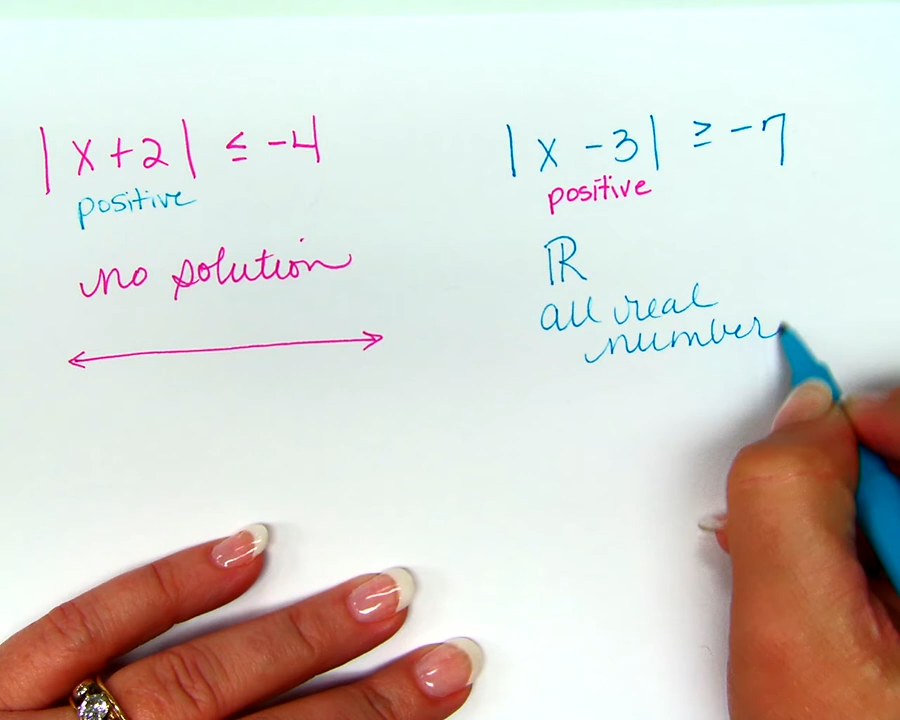 |x+2| ≤ -4
positive
no solution
|x-3| ≥ -7
positive
ℝ
all real
number